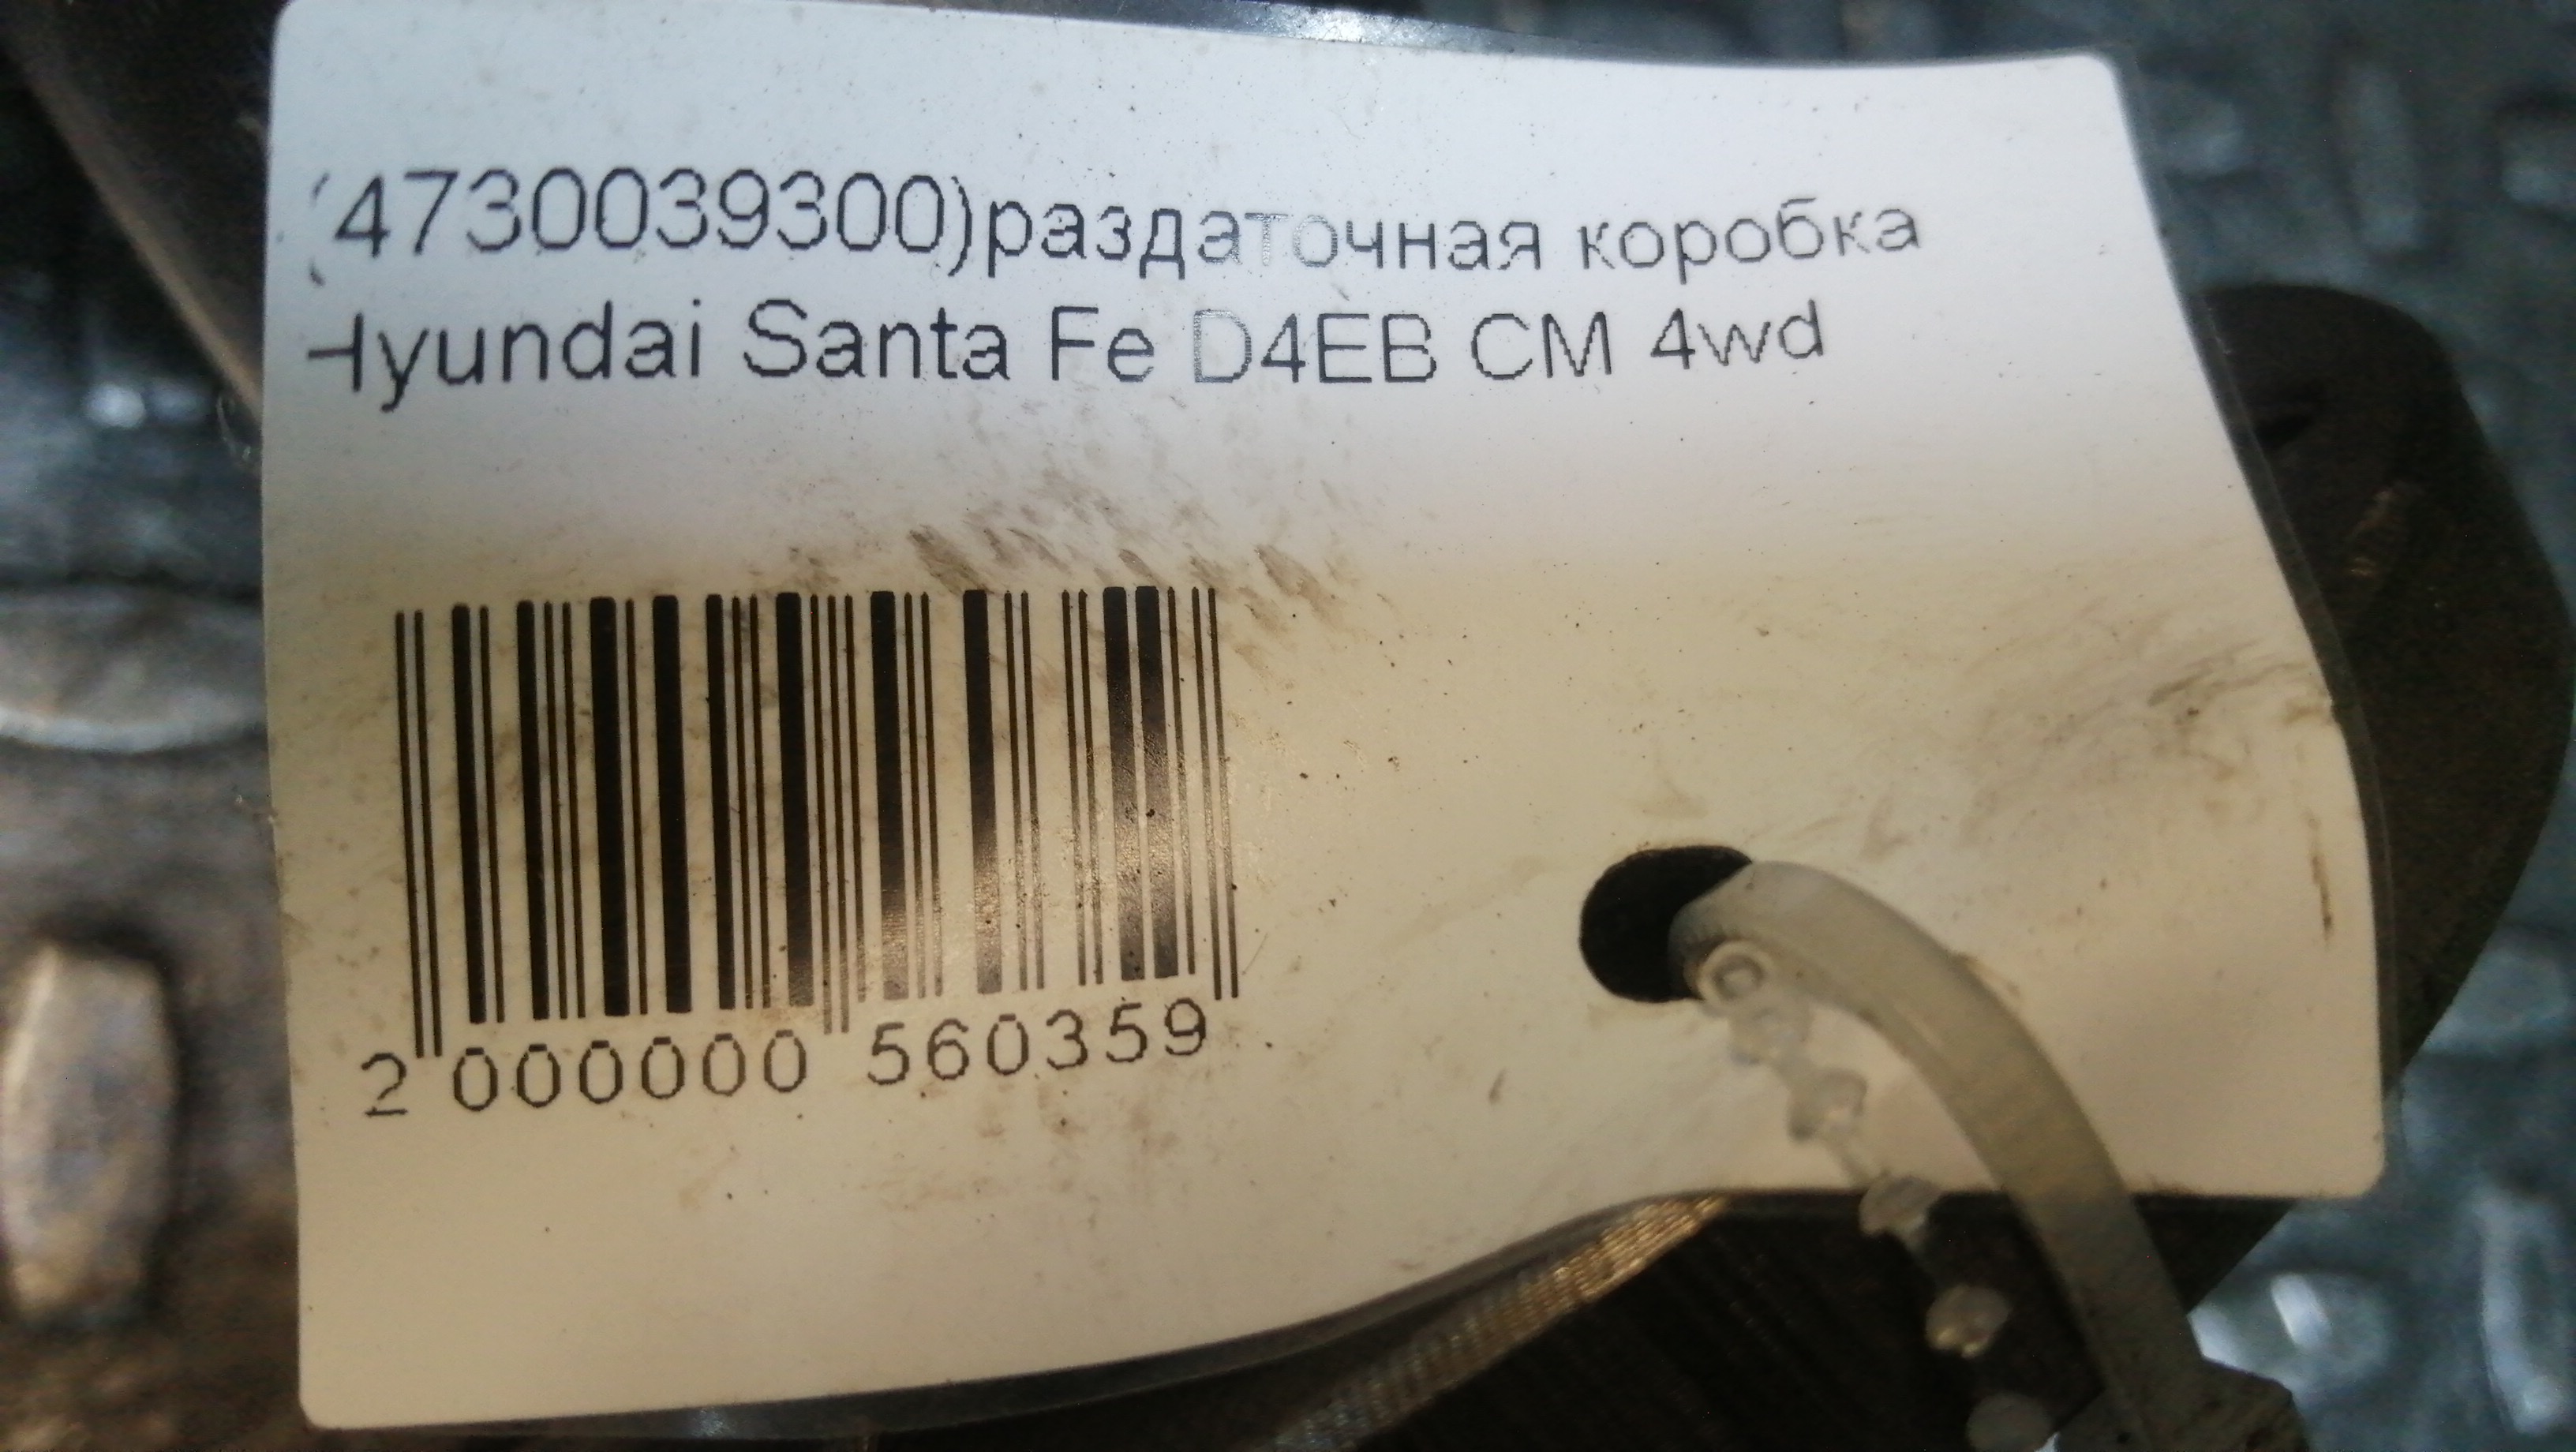 (4730039300)раздаточная коробка
Hyundai Santa Fe D4EB CM 4wd
2 000000 560359